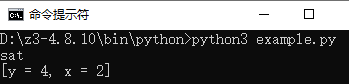 命令提示符
D:\z3-4.8.10\bin\python>python3 example.py
sat
[y = 4, x = 2]